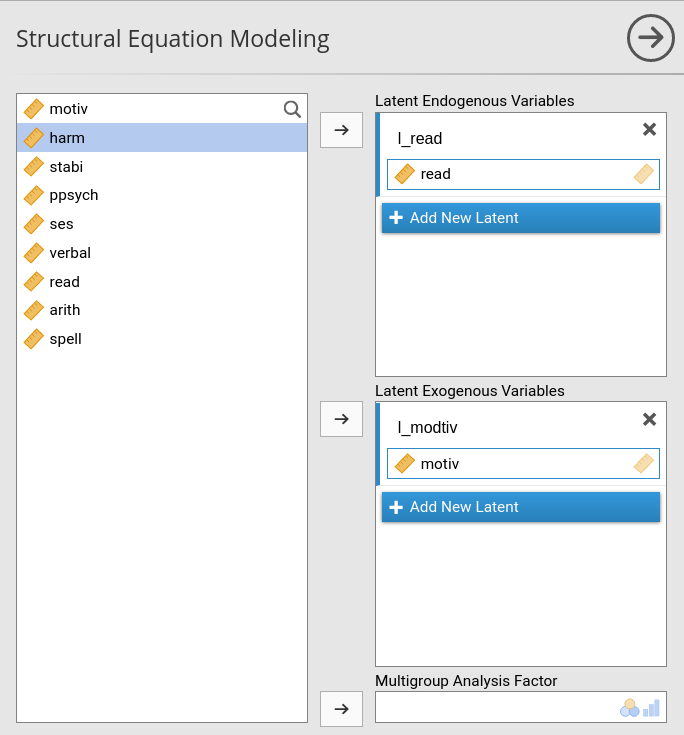 Structural Equation Modeling
motiv
harm
stabi
ppsych
ses
verbal
read
arith
spell
Latent Endogenous Variables
l_read
read
Add New Latent
Latent Exogenous Variables
l_modtiv
motiv
Add New Latent
Multigroup Analysis Factor